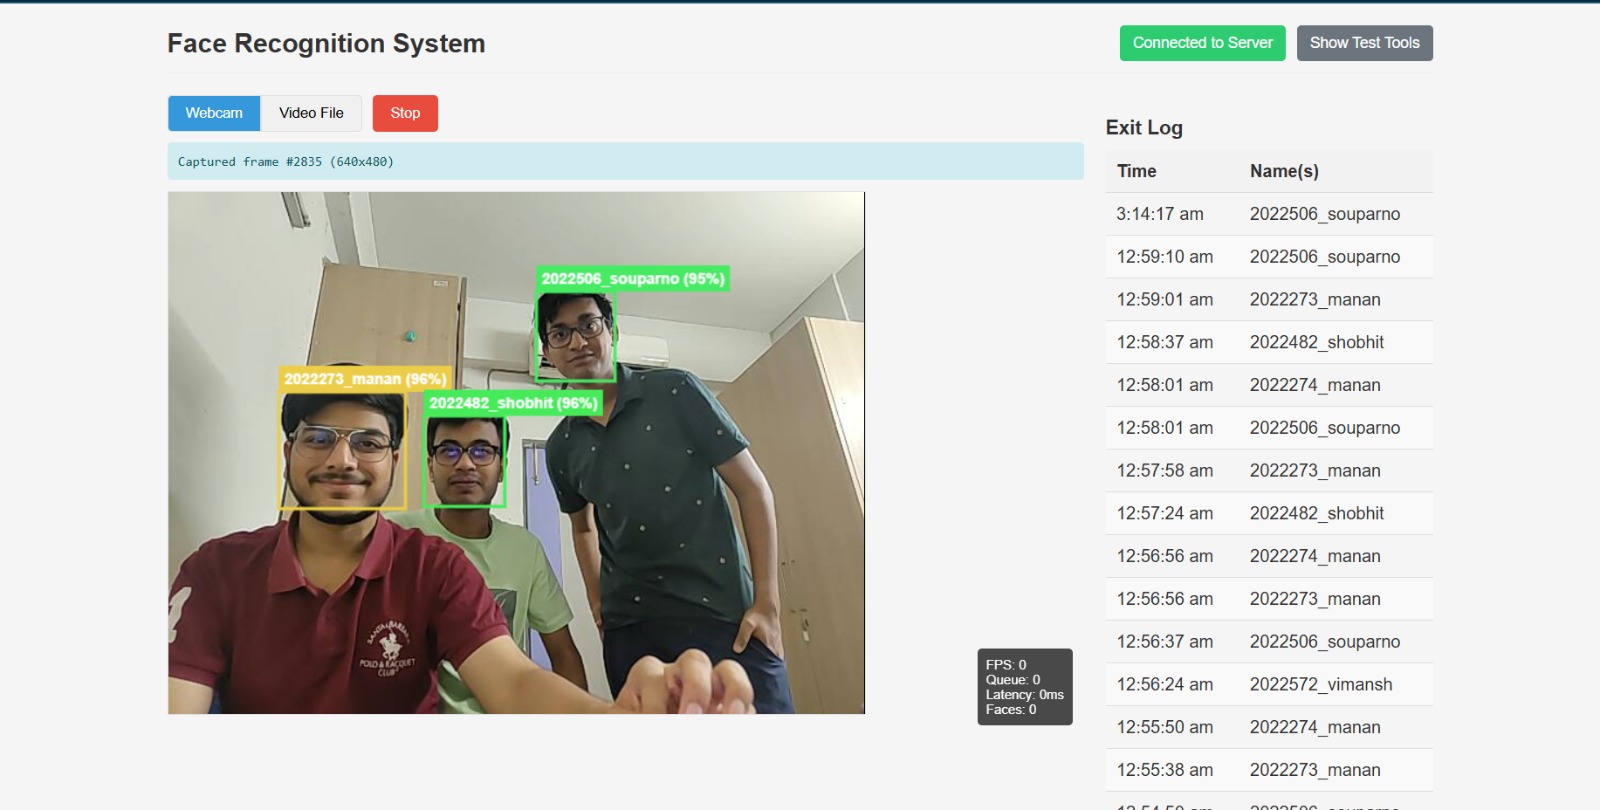 Face Recognition System
Connected to Server
Show Test Tools
Webcam
Video File
Stop
Captured frame #2835 (640x480)
2022506_souparno (95%)
2022273_manan (96%)
2022482_shobhit (96%)
SANTA BARBARA
POLO & RACQUET
CLUB
FPS: 0
Queue: 0
Latency: 0ms
Faces: 0
Exit Log
Time Name(s)
3:14:17 am 2022506_souparno
12:59:10 am 2022506_souparno
12:59:01 am 2022273_manan
12:58:37 am 2022482_shobhit
12:58:01 am 2022274_manan
12:58:01 am 2022506_souparno
12:57:58 am 2022273_manan
12:57:24 am 2022482_shobhit
12:56:56 am 2022274_manan
12:56:56 am 2022273_manan
12:56:37 am 2022506_souparno
12:56:24 am 2022572_vimansh
12:55:50 am 2022274_manan
12:55:38 am 2022273_manan